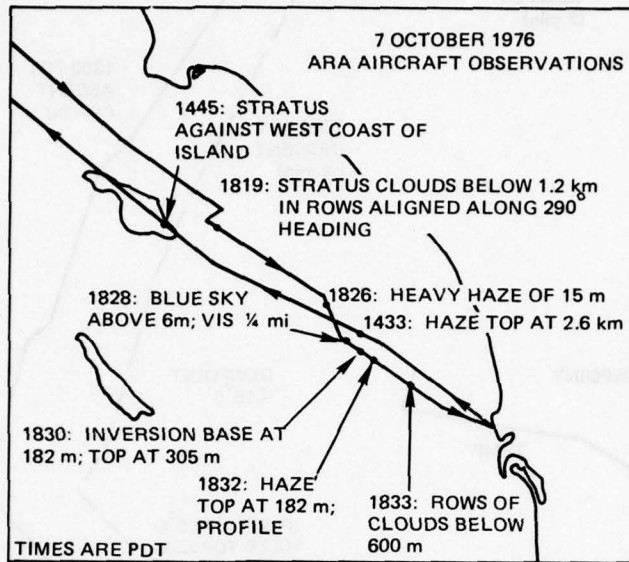 7 OCTOBER 1976
ARA AIRCRAFT OBSERVATIONS
1445: STRATUS
AGAINST WEST COAST OF
ISLAND
1819: STRATUS CLOUDS BELOW 1.2 km
IN ROWS ALIGNED ALONG 290°
HEADING
1828: BLUE SKY
ABOVE 6m; VIS ¼ mi
1826: HEAVY HAZE OF 15 m
1433: HAZE TOP AT 2.6 km
1830: INVERSION BASE AT
182 m; TOP AT 305 m
1832: HAZE
TOP AT 182 m;
PROFILE
1833: ROWS OF
CLOUDS BELOW
600 m
TIMES ARE PDT